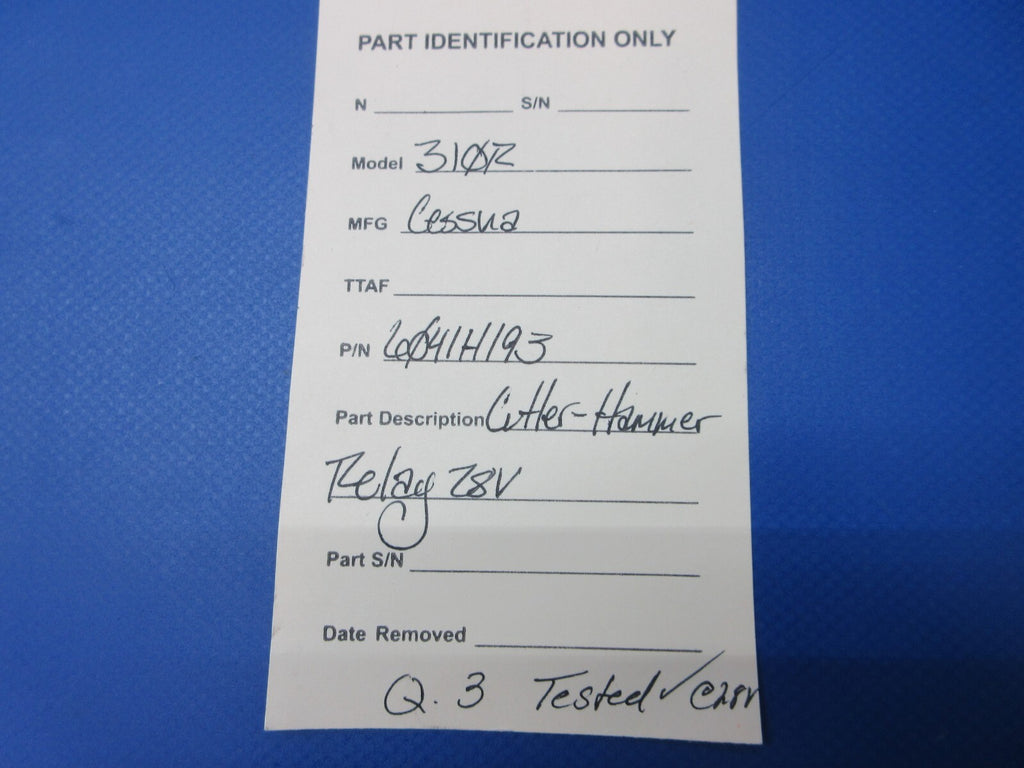 PART IDENTIFICATION ONLY
N S/N
Model 310R
MFG Cessna
TTAF
P/N 6041H193
Part Description Cutler-Hammer
Relay 28V
Part S/N
Date Removed
Q. 3 Tested ✓ @28V